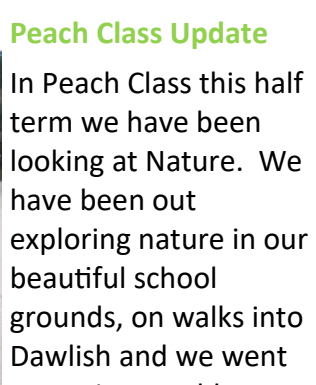 Peach Class Update
In Peach Class this half
term we have been
looking at Nature.  We
have been out
exploring nature in our
beautiful school
grounds, on walks into
Dawlish and we went